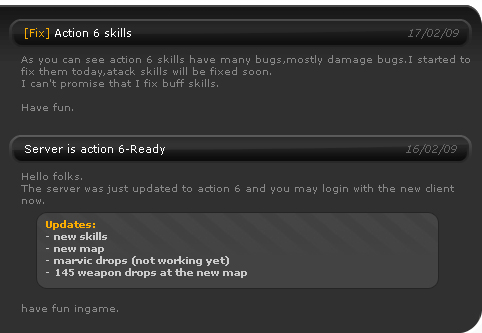 [Fix] Action 6 skills 17/02/09
As you can see action 6 skills have many bugs,mostly damage bugs.I started to
fix them today,atack skills will be fixed soon.
I can't promise that I fix buff skills.
Have fun.
Server is action 6-Ready 16/02/09
Hello folks.
The server was just updated to action 6 and you may login with the new client
now.
Updates:
- new skills
- new map
- marvic drops (not working yet)
- 145 weapon drops at the new map
have fun ingame.